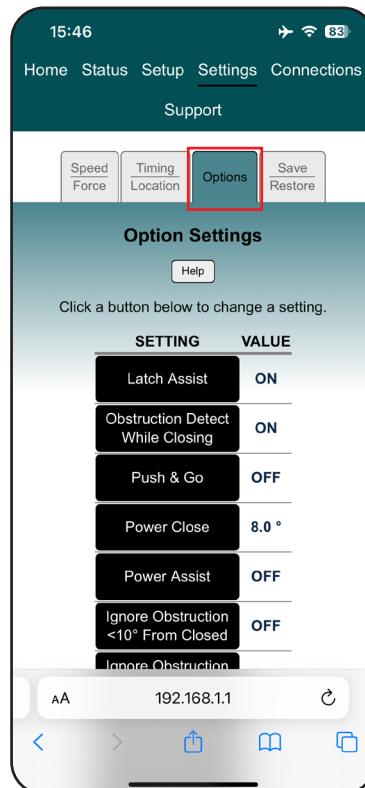 15:46
83
Home Status Setup Settings Connections
Support
Speed
Force
Timing
Location
Options
Save
Restore
Option Settings
Help
Click a button below to change a setting.
SETTING VALUE
Latch Assist ON
Obstruction Detect
While Closing ON
Push & Go OFF
Power Close 8.0 °
Power Assist OFF
Ignore Obstruction
<10° From Closed OFF
Ignore Obstruction
AA 192.168.1.1